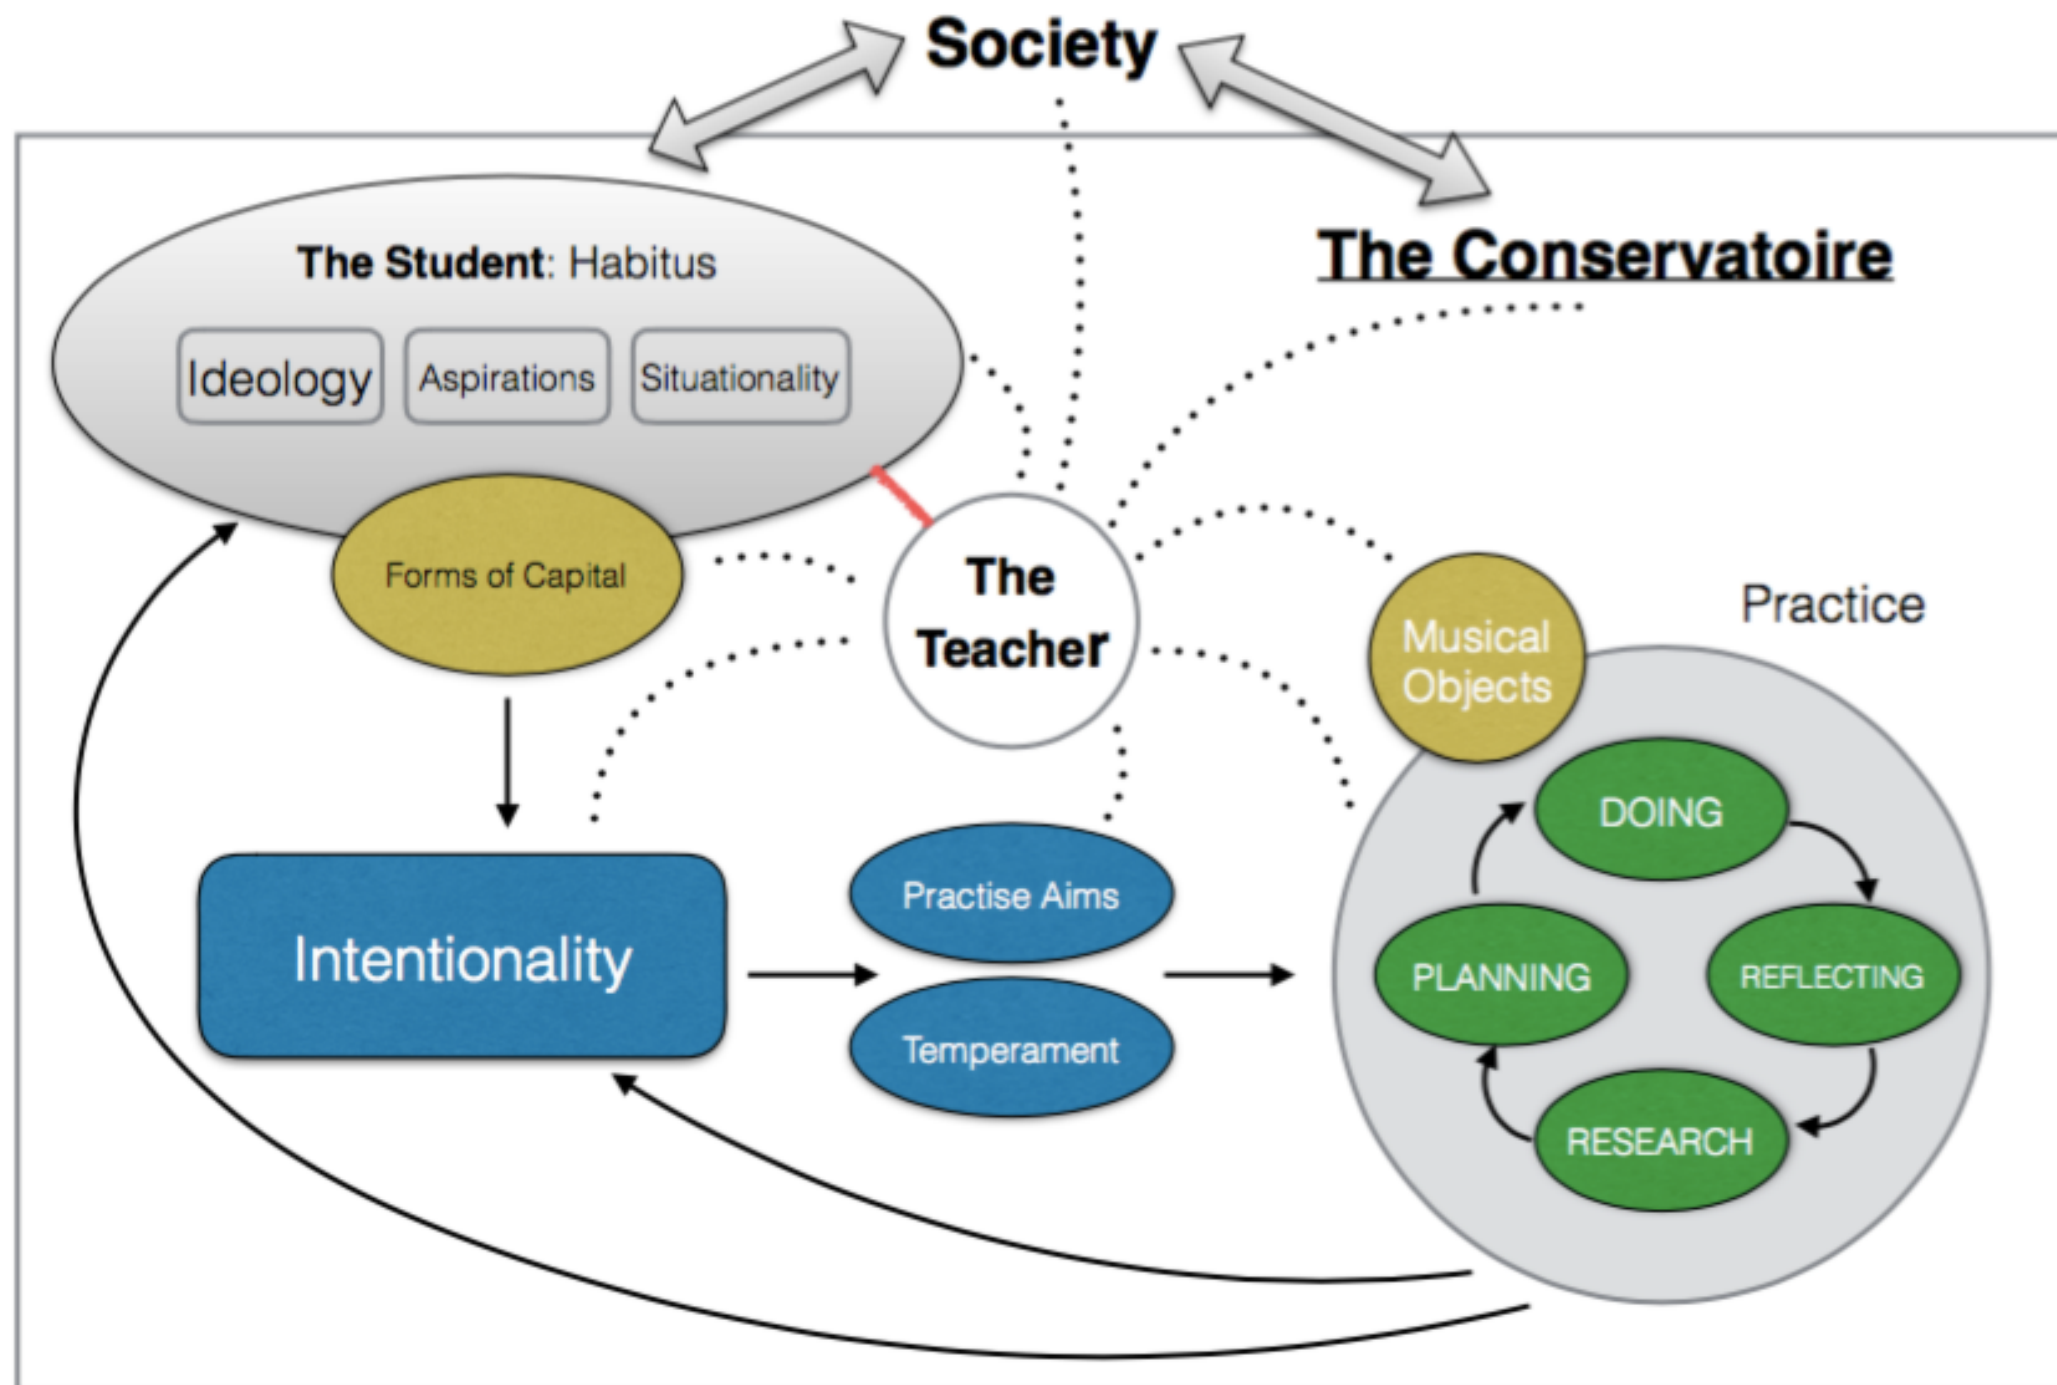 Society
The Conservatoire
The Student: Habitus
Ideology
Aspirations
Situationality
Forms of Capital
The
Teacher
Practice
Musical
Objects
DOING
PLANNING
REFLECTING
RESEARCH
Intentionality
Practise Aims
Temperament